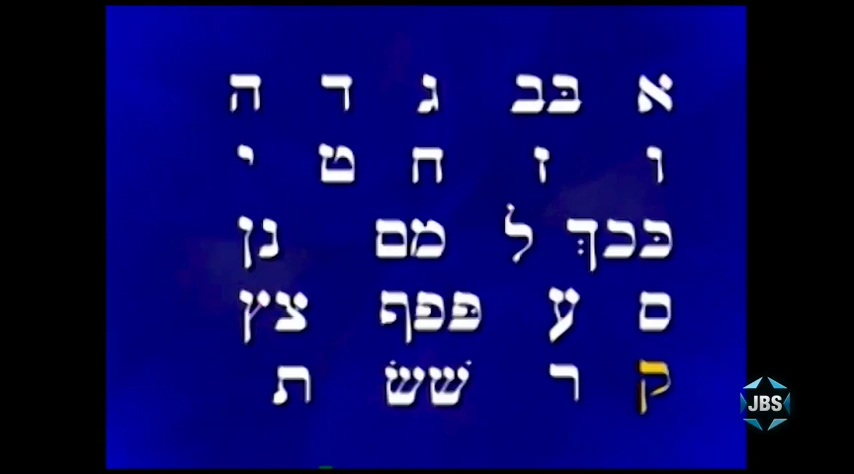 א בּב ג ד ה
ו ז ח ט י
כּכךְ ל מם נן
ס ע פּפף צץ
ק ר שׁשׂ ת
JBS